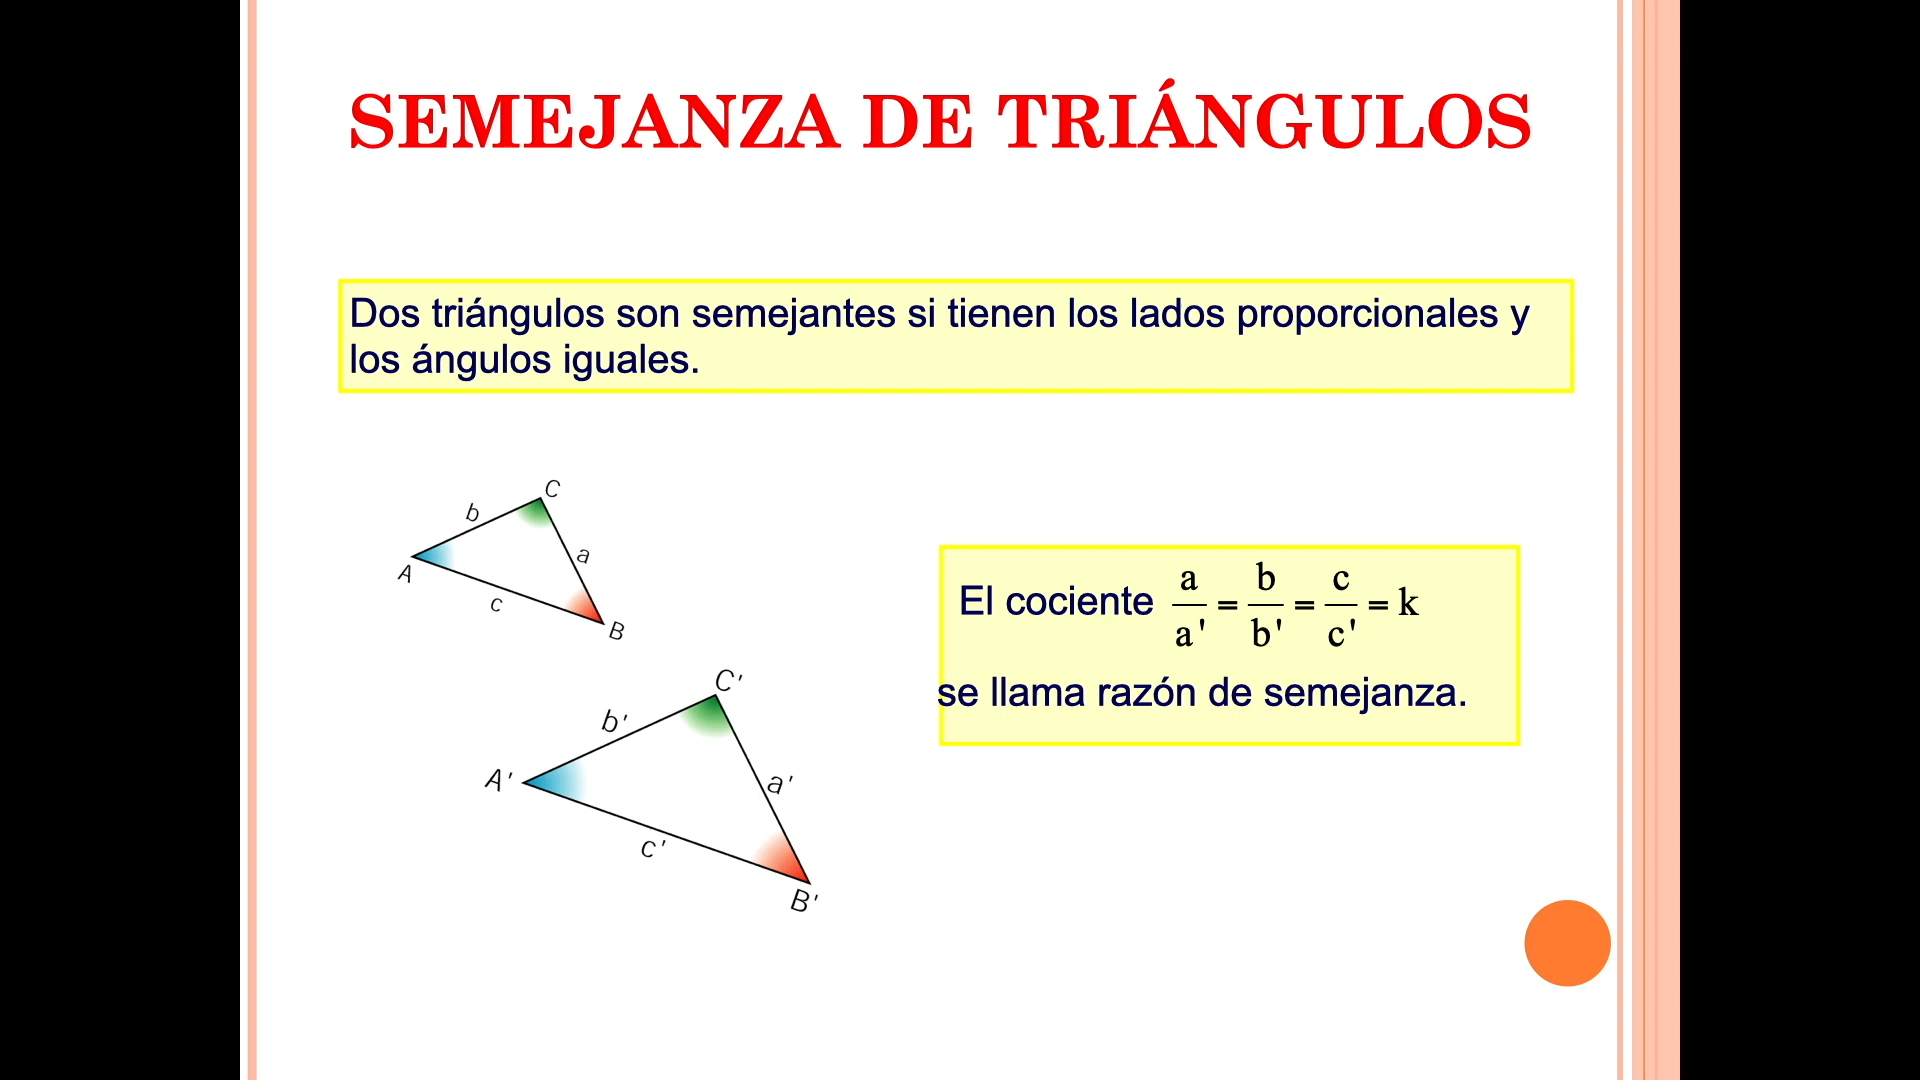 SEMEJANZA DE TRIÁNGULOS
Dos triángulos son semejantes si tienen los lados proporcionales y
los ángulos iguales.
C
b
a
A
c
B
C'
b'
A'
a'
c'
B'
El cociente a/a' = b/b' = c/c' = k
se llama razón de semejanza.